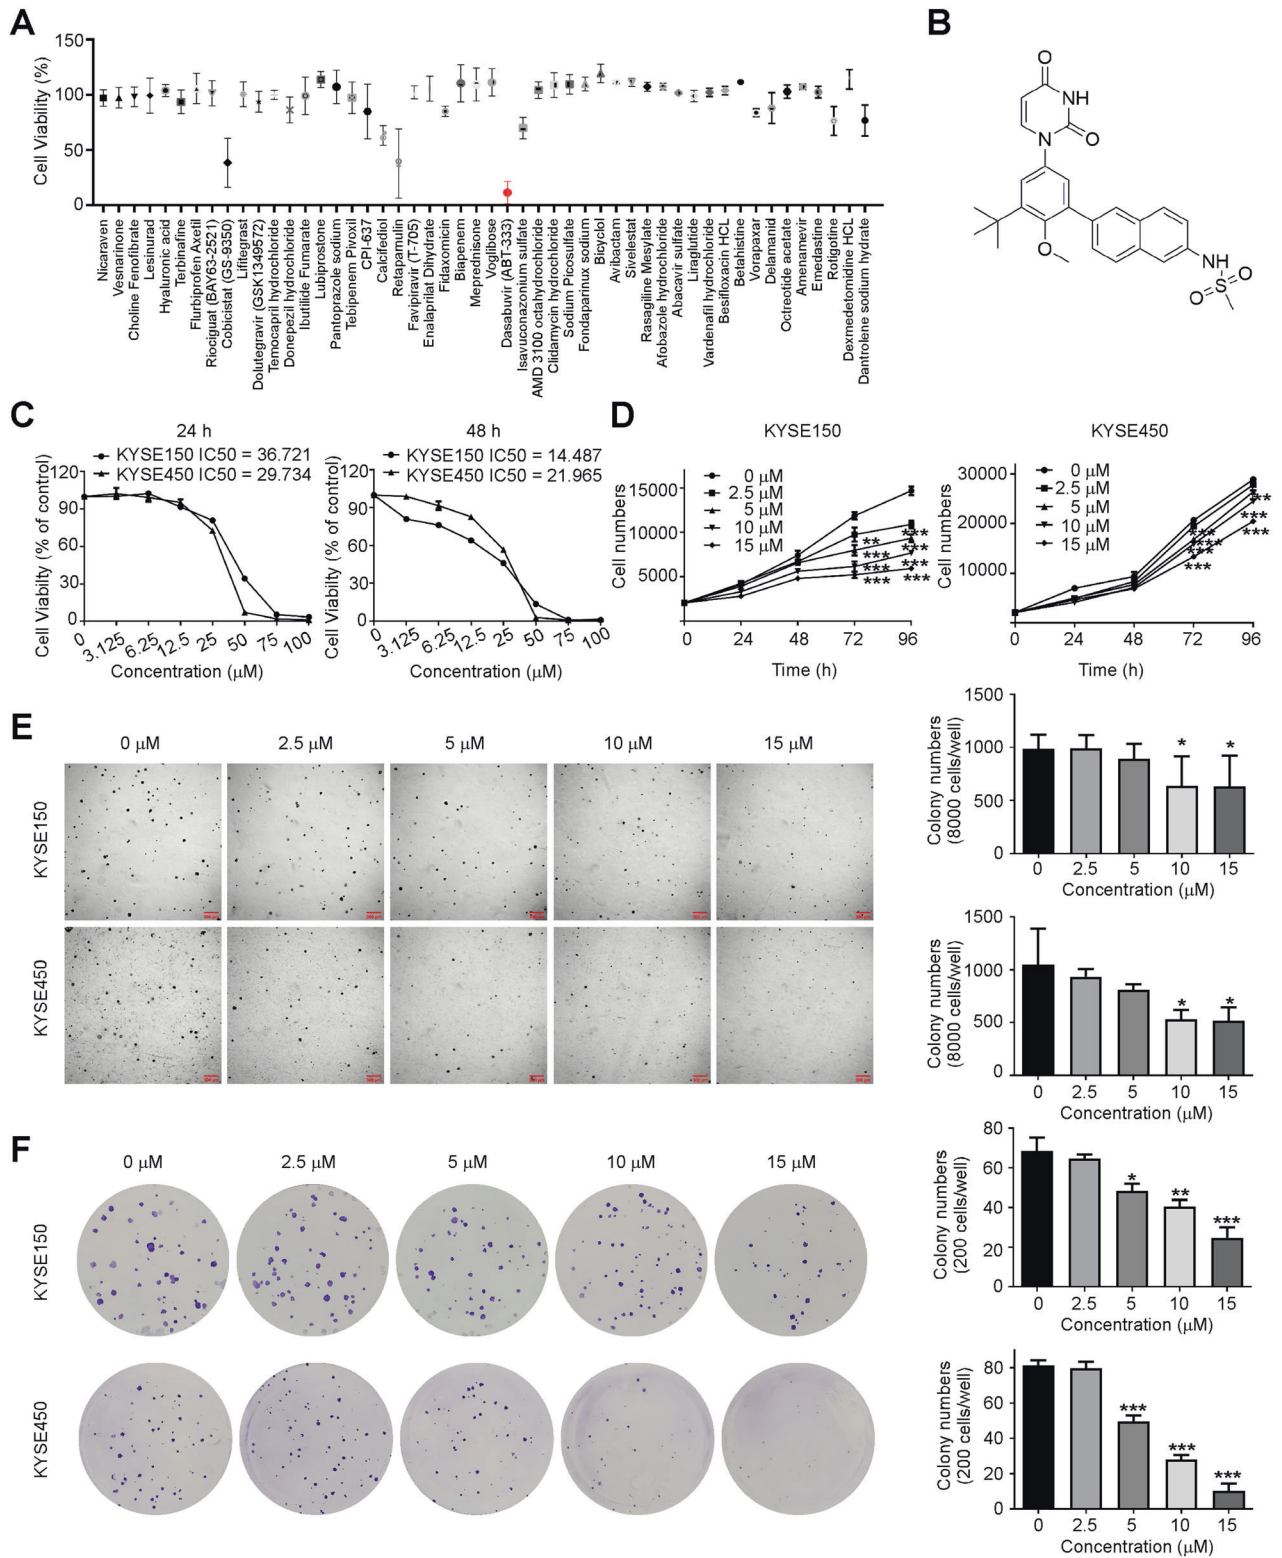 A
150
100
50
0
Cell Viability (%)
Nicaraven
Vesnarinone
Choline Fenofibrate
Lesinurad
Hyaluronic acid
Terbinafine
Flurbiprofen Axetil
Riociguat (BAY63-2521)
Cobicistat (GS-9350)
Lifitegrast
Dolutegravir (GSK1349572)
Temocapril hydrochloride
Donepezil hydrochloride
Ibutilide Fumarate
Lubiprostone
Pantoprazole sodium
Tebipenem Pivoxil
CPI-637
Calcifediol
Retapamulin
Favipiravir (T-705)
Enalaprilat Dihydrate
Fidaxomicin
Biapenem
Meprednisone
Voglibose
Dasabuvir (ABT-333)
Isavuconazonium sulfate
AMD 3100 octahydrochloride
Clidamycin hydrochloride
Sodium Picosulfate
Fondaparinux sodium
Bicyclol
Avibactam
Sivelestat
Rasagiline Mesylate
Afobazole hydrochloride
Abacavir sulfate
Liraglutide
Vardenafil hydrochloride
Besifloxacin HCL
Betahistine
Vorapaxar
Delamanid
Octreotide acetate
Amenamevir
Emedastine
Rotigotine
Dexmedetomidine HCL
Dantrolene sodium hydrate
B
O
NH
N
O
O
NH
O
S
O
C
24 h
KYSE150 IC50 = 36.721
KYSE450 IC50 = 29.734
120
90
60
30
0
Cell Viability (% of control)
0 3.125 6.25 12.5 25 50 75 100
Concentration (μM)
48 h
KYSE150 IC50 = 14.487
KYSE450 IC50 = 21.965
120
90
60
30
0
Cell Viability (% of control)
0 3.125 6.25 12.5 25 50 75 100
Concentration (μM)
D
KYSE150
0 μM
2.5 μM
5 μM
10 μM
15 μM
15000
10000
5000
Cell numbers
**
***
***
***
***
***
***
***
0 24 48 72 96
Time (h)
KYSE450
0 μM
2.5 μM
5 μM
10 μM
15 μM
30000
20000
10000
Cell numbers
**
***
***
***
0 24 48 72 96
Time (h)
E
0 μM 2.5 μM 5 μM 10 μM 15 μM
KYSE150
KYSE450
1500
1000
500
0
Colony numbers
(8000 cells/well)
* *
0 2.5 5 10 15
Concentration (μM)
1500
1000
500
0
Colony numbers
(8000 cells/well)
* *
0 2.5 5 10 15
Concentration (μM)
F
0 μM 2.5 μM 5 μM 10 μM 15 μM
KYSE150
KYSE450
80
60
40
20
0
Colony numbers
(200 cells/well)
* ** ***
0 2.5 5 10 15
Concentration (μM)
80
60
40
20
0
Colony numbers
(200 cells/well)
*** *** ***
0 2.5 5 10 15
Concentration (μM)